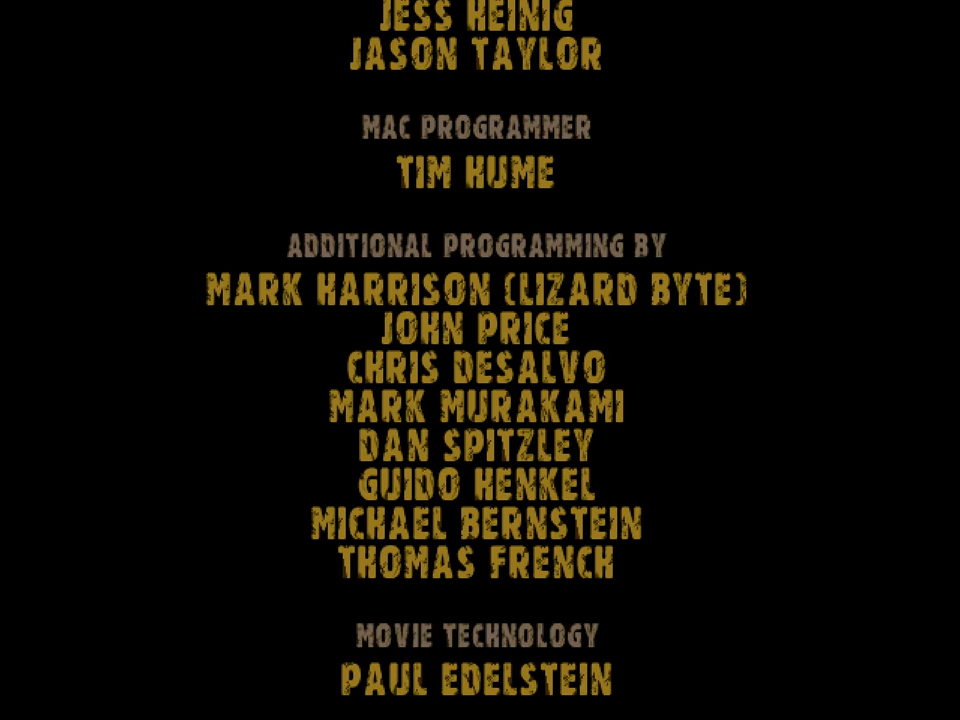 JESS HEINIG
JASON TAYLOR
MAC PROGRAMMER
TIM HUME
ADDITIONAL PROGRAMMING BY
MARK HARRISON (LIZARD BYTE)
JOHN PRICE
CHRIS DESALVO
MARK MURAKAMI
DAN SPITZLEY
GUIDO HENKEL
MICHAEL BERNSTEIN
THOMAS FRENCH
MOVIE TECHNOLOGY
PAUL EDELSTEIN